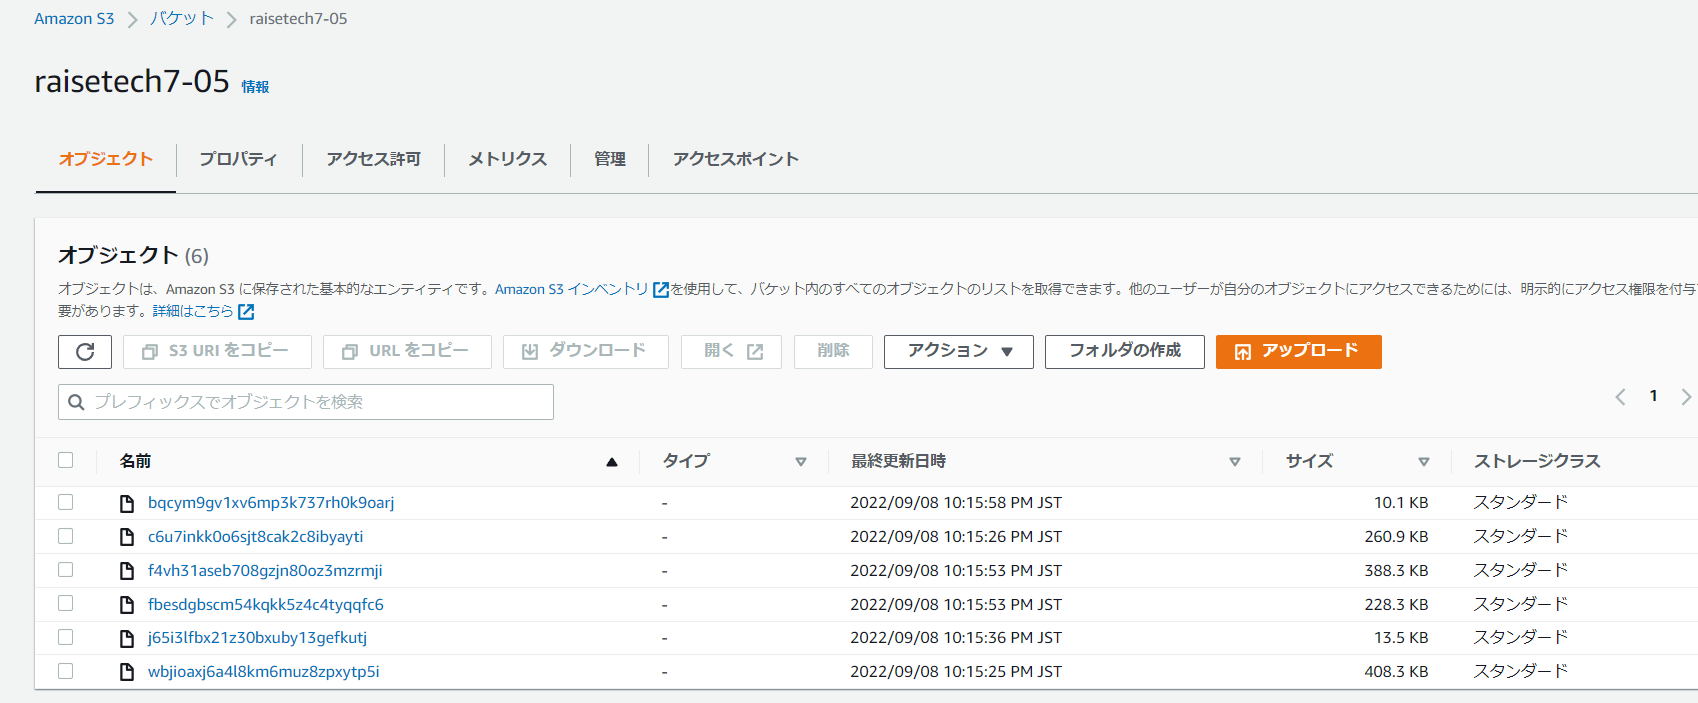 Amazon S3 > バケット > raisetech7-05
raisetech7-05 情報
オブジェクト プロパティ アクセス許可 メトリクス 管理 アクセスポイント
オブジェクト (6)
オブジェクトは、Amazon S3 に保存された基本的なエンティティです。Amazon S3 インベントリ を使用して、バケット内のすべてのオブジェクトのリストを取得できます。他のユーザーが自分のオブジェクトにアクセスできるためには、明示的にアクセス権限を付与
要があります。詳細はこちら
S3 URI をコピー URL をコピー ダウンロード 開く 削除 アクション フォルダの作成 アップロード
プレフィックスでオブジェクトを検索
1
名前 タイプ 最終更新日時 サイズ ストレージクラス
bqcym9gv1xv6mp3k737rh0k9oarj - 2022/09/08 10:15:58 PM JST 10.1 KB スタンダード
c6u7inkk0o6sjt8cak2c8ibyayti - 2022/09/08 10:15:26 PM JST 260.9 KB スタンダード
f4vh31aseb708gzjn80oz3mzrmji - 2022/09/08 10:15:53 PM JST 388.3 KB スタンダード
fbesdgbscm54kqkk5z4c4tyqqfc6 - 2022/09/08 10:15:53 PM JST 228.3 KB スタンダード
j65i3lfbx21z30bxuby13gefkutj - 2022/09/08 10:15:36 PM JST 13.5 KB スタンダード
wbjioaxj6a4l8km6muz8zpxytp5i - 2022/09/08 10:15:25 PM JST 408.3 KB スタンダード